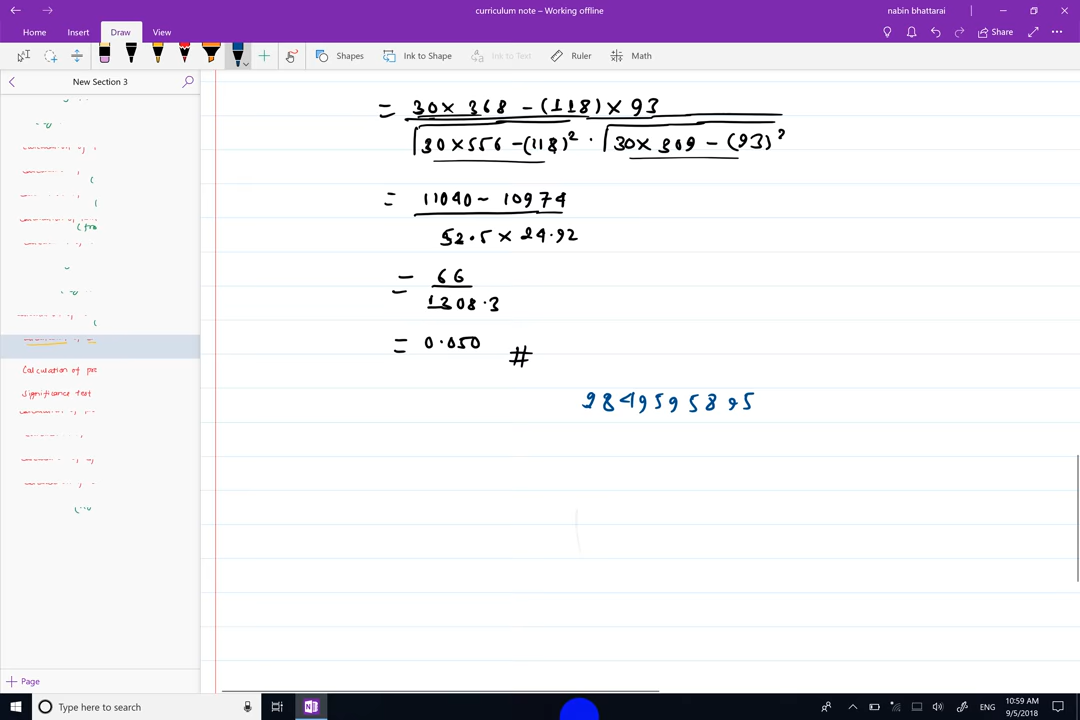 curriculum note – Working offline
nabin bhattarai
Home Insert Draw View
Share
Shapes Ink to Shape Ink to Text Ruler Math
New Section 3
= 30 × 368 – (118) × 93
√30×556 – (118)² · √30× 309 – (93)²
= 11040 – 10974
52.5 × 24.92
= 66
1308.3
= 0.050 #
9849595895
(fro
Calculation of pre
Significance test
+ Page
Type here to search
ENG
10:59 AM
9/5/2018